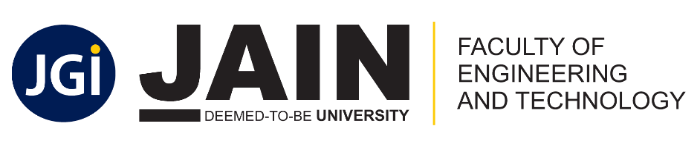 JGi
JAIN
DEEMED-TO-BE UNIVERSITY
FACULTY OF
ENGINEERING
AND TECHNOLOGY